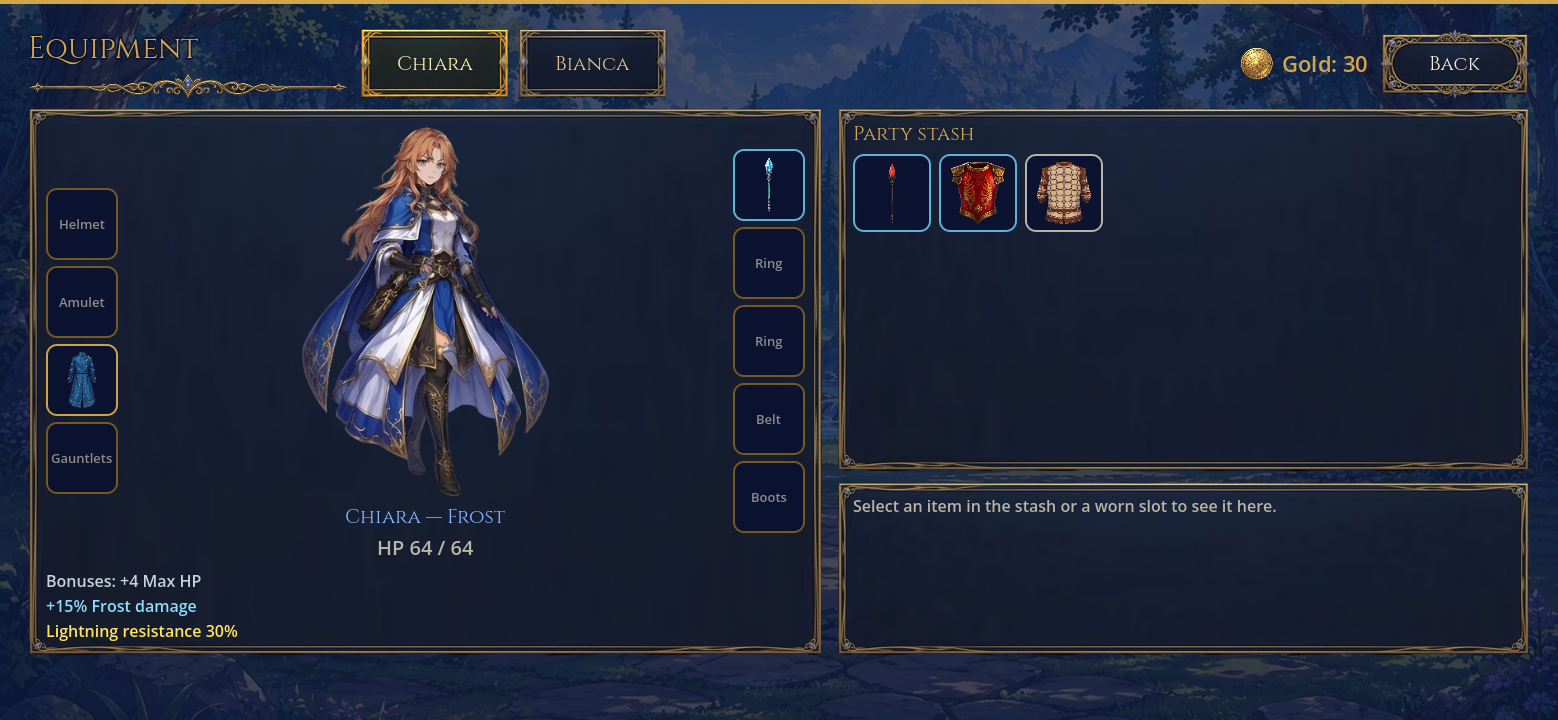 Equipment
Chiara
Bianca
Gold: 30
Back
Helmet
Amulet
Gauntlets
Ring
Ring
Belt
Boots
Chiara — Frost
HP 64 / 64
Bonuses: +4 Max HP
+15% Frost damage
Lightning resistance 30%
Party stash
Select an item in the stash or a worn slot to see it here.